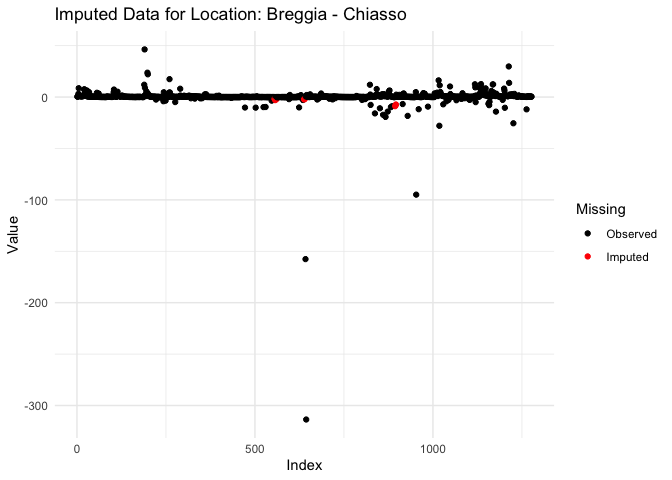 Imputed Data for Location: Breggia - Chiasso
0
-100
-200
-300
Value
0
500
1000
Index
Missing
Observed
Imputed